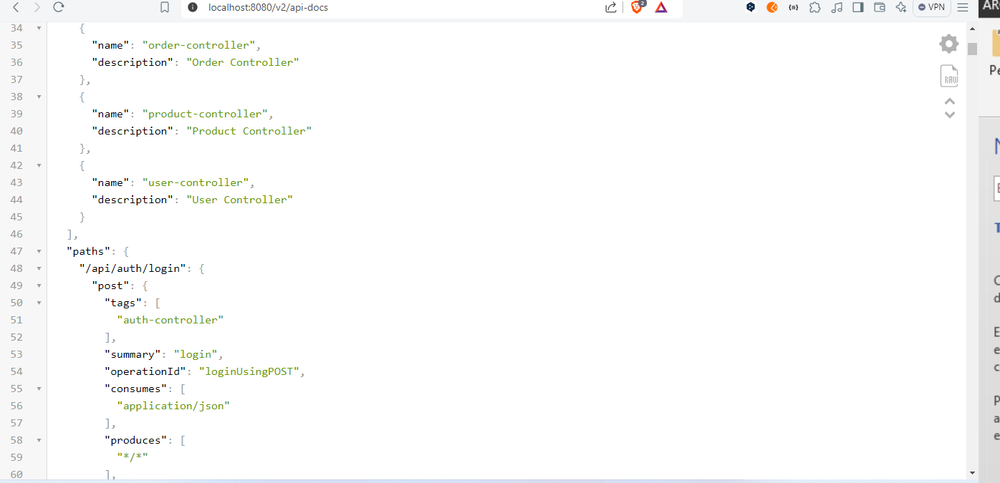 localhost:8080/v2/api-docs
2
VPN
34 {
35 "name": "order-controller",
36 "description": "Order Controller"
37 },
38 {
39 "name": "product-controller",
40 "description": "Product Controller"
41 },
42 {
43 "name": "user-controller",
44 "description": "User Controller"
45 }
46 ],
47 "paths": {
48 "/api/auth/login": {
49 "post": {
50 "tags": [
51 "auth-controller"
52 ],
53 "summary": "login",
54 "operationId": "loginUsingPOST",
55 "consumes": [
56 "application/json"
57 ],
58 "produces": [
59 "*/*"
60 ],
RAW